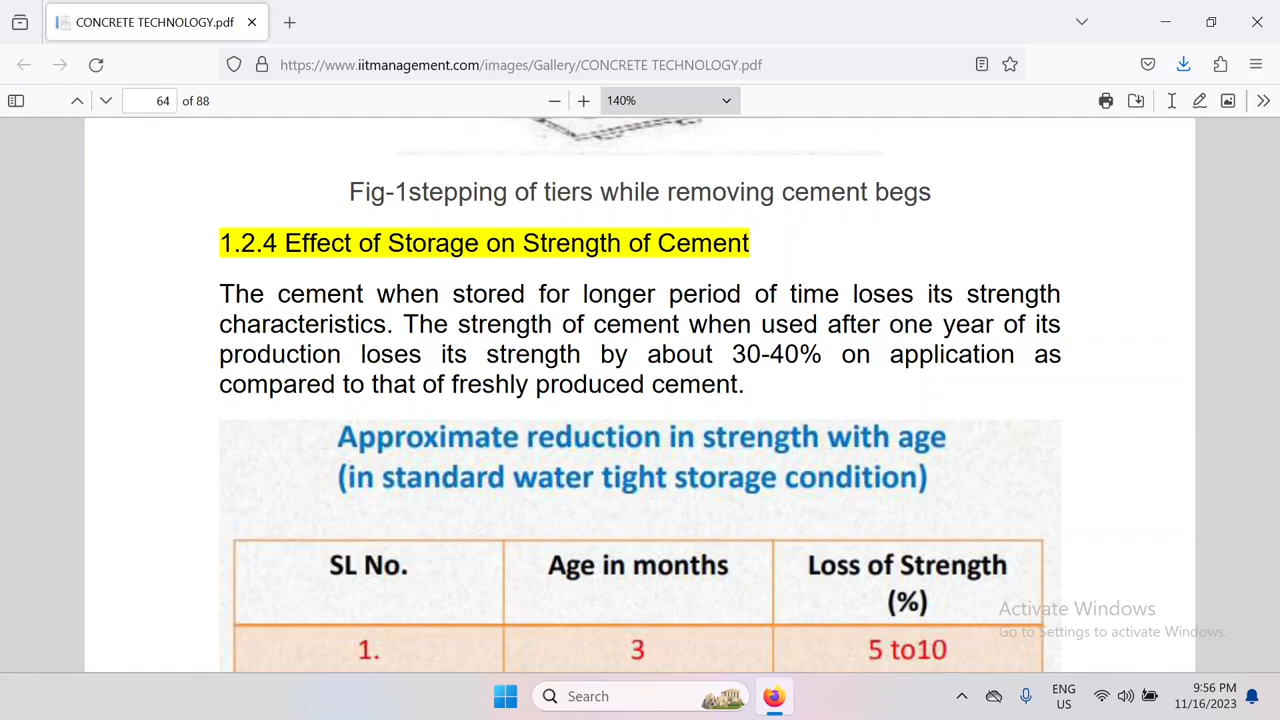 CONCRETE TECHNOLOGY.pdf
https://www.iitmanagement.com/images/Gallery/CONCRETE TECHNOLOGY.pdf
64 of 88
140%
Fig-1stepping of tiers while removing cement begs
1.2.4 Effect of Storage on Strength of Cement
The cement when stored for longer period of time loses its strength
characteristics. The strength of cement when used after one year of its
production loses its strength by about 30-40% on application as
compared to that of freshly produced cement.
Approximate reduction in strength with age
(in standard water tight storage condition)
SL No. Age in months Loss of Strength
(%)
1. 3 5 to10
Activate Windows
Go to Settings to activate Windows.
Search
ENG
US
9:56 PM
11/16/2023